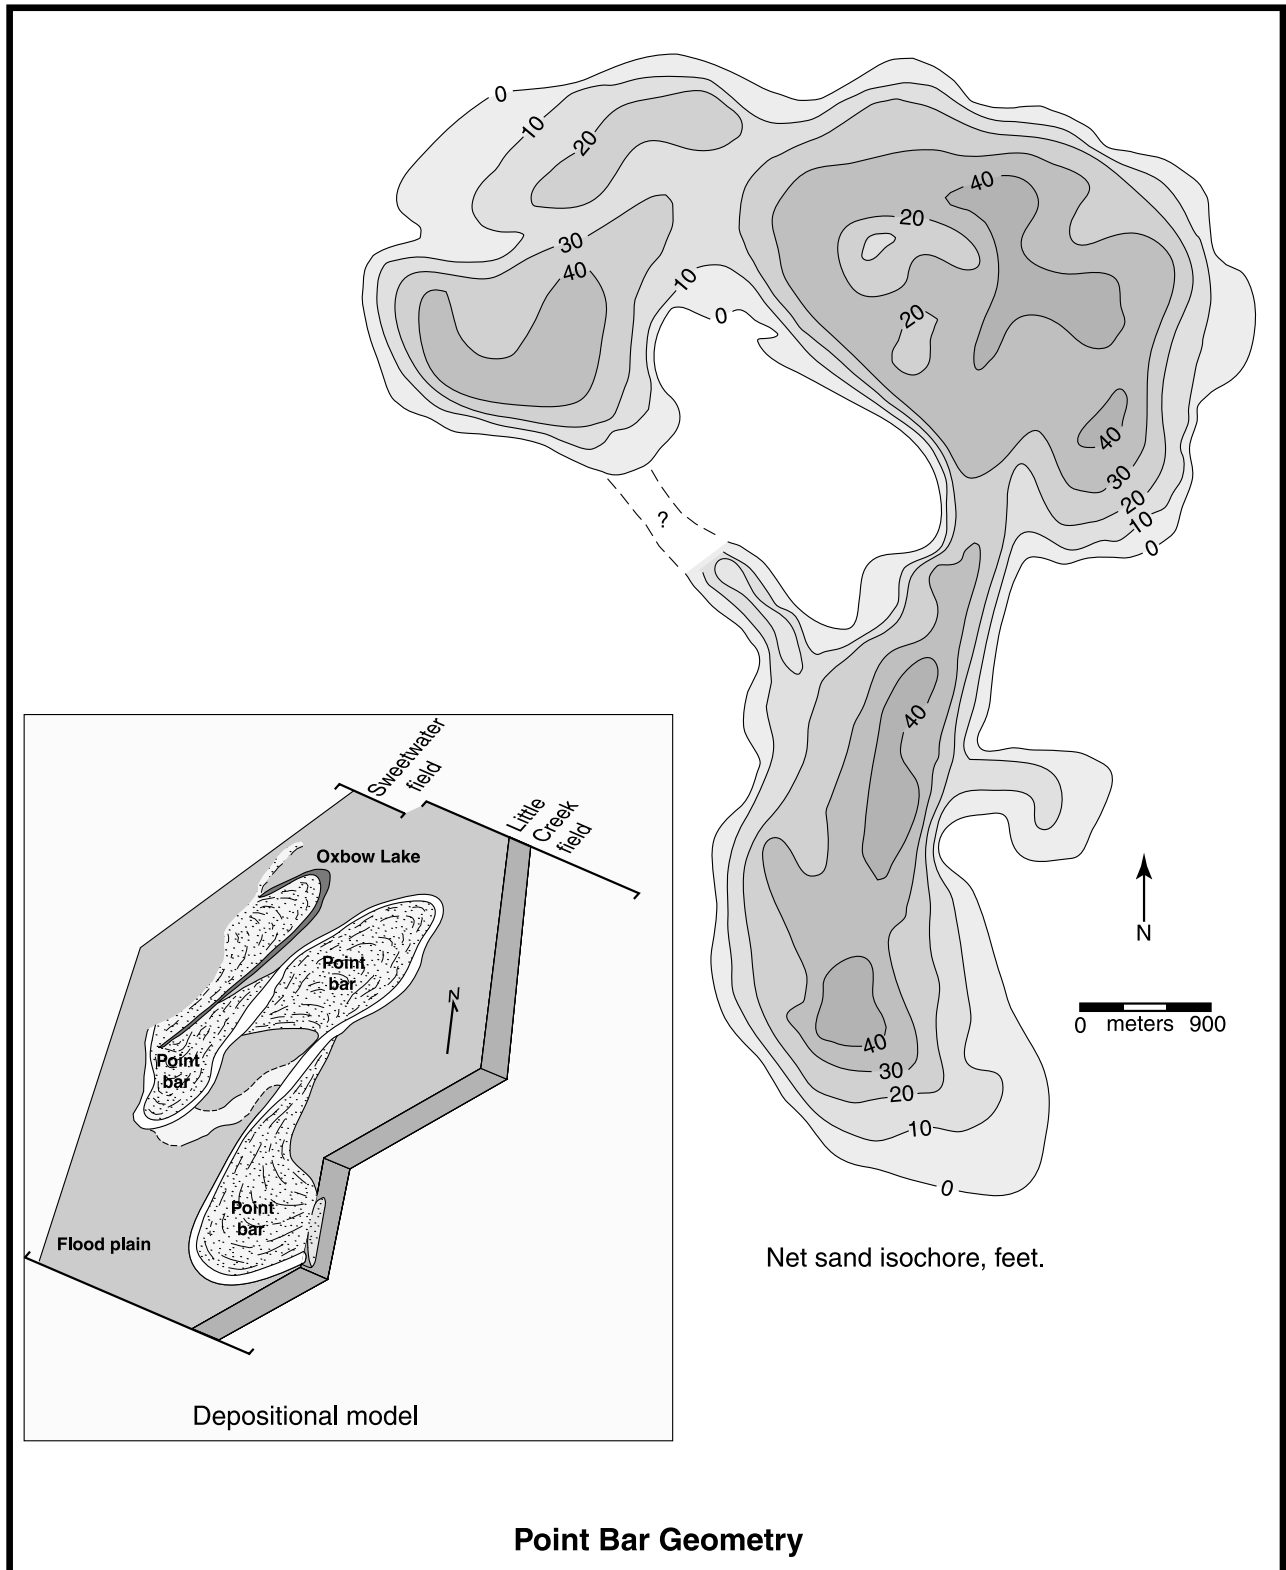 0
10
20
30
40
10
0
40
20
20
40
30
20
10
0
?
40
40
30
20
10
0
N
0 meters 900
Net sand isochore, feet.
Sweetwater
field
Little
Creek
field
Oxbow Lake
Point
bar
N
Point
bar
Point
bar
Flood plain
Depositional model
Point Bar Geometry